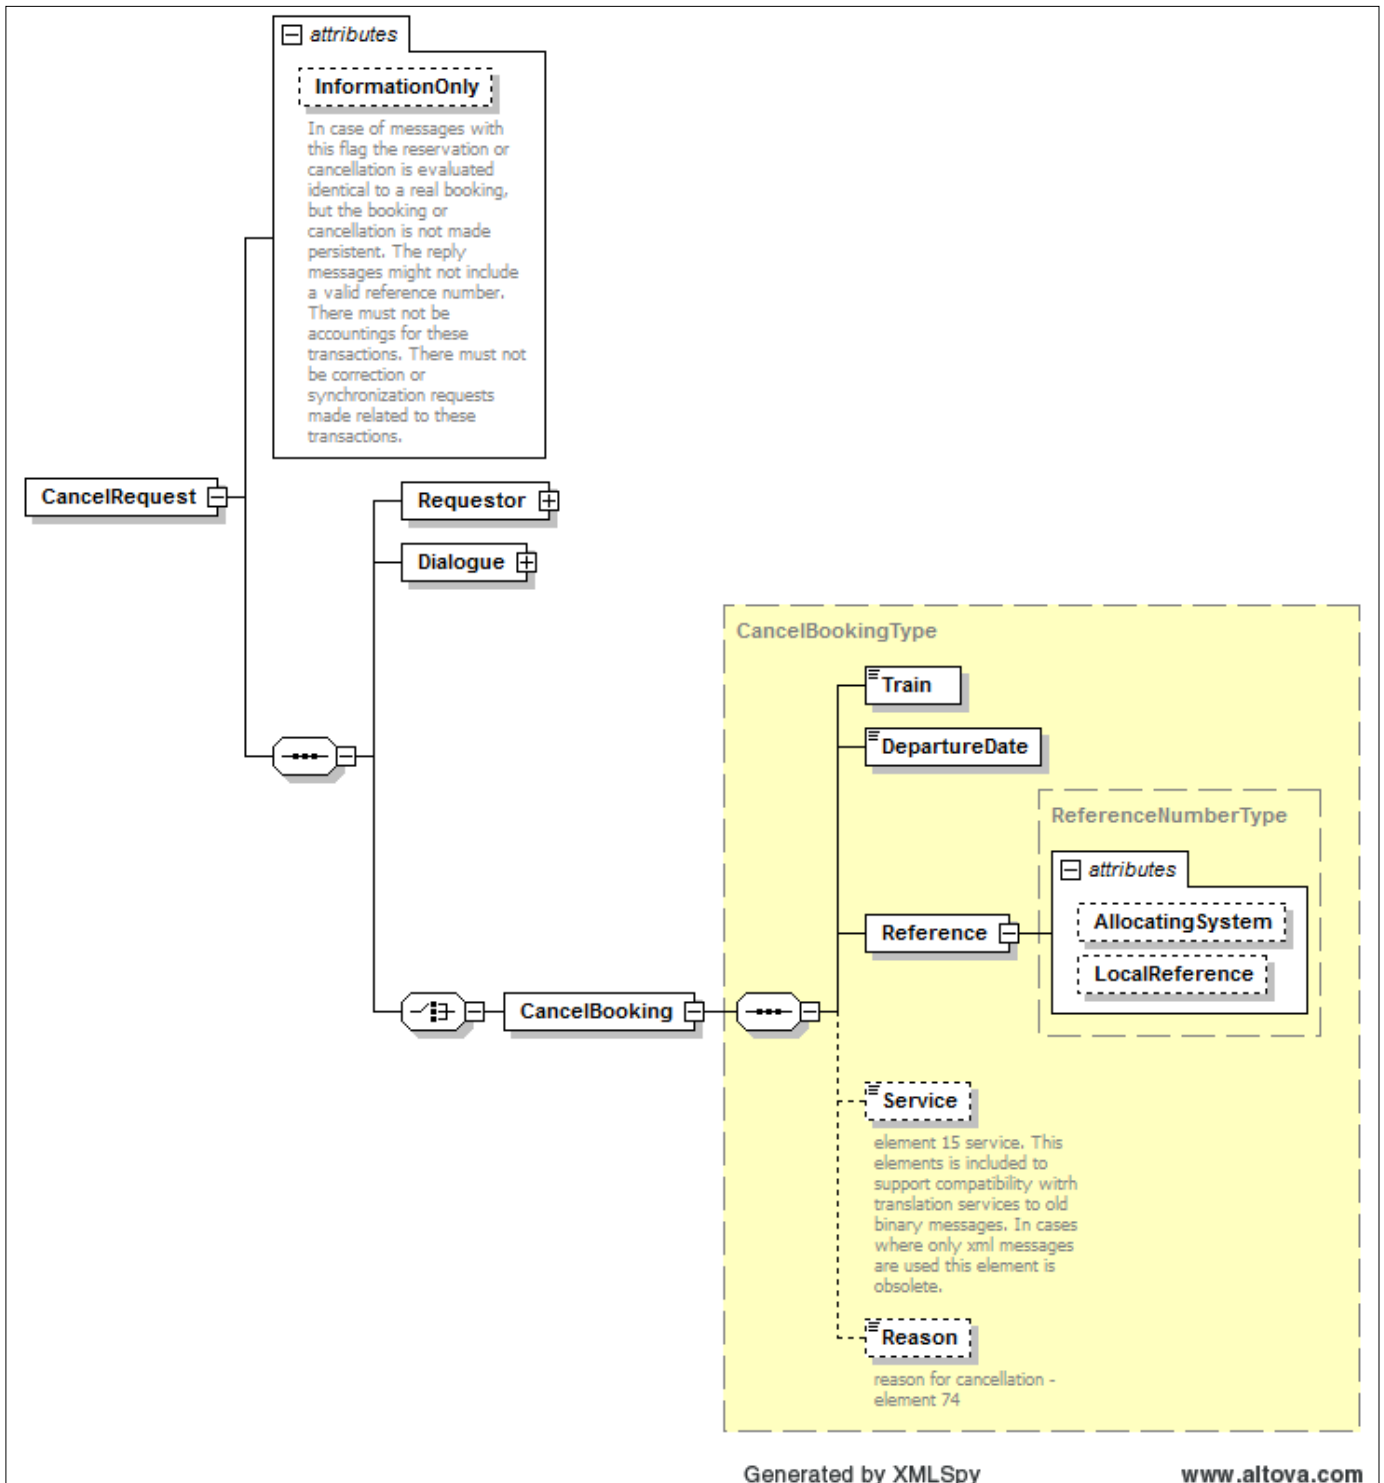 attributes
InformationOnly
In case of messages with
this flag the reservation or
cancellation is evaluated
identical to a real booking,
but the booking or
cancellation is not made
persistent. The reply
messages might not include
a valid reference number.
There must not be
accountings for these
transactions. There must not
be correction or
synchronization requests
made related to these
transactions.
CancelRequest
Requestor
Dialogue
CancelBookingType
Train
DepartureDate
ReferenceNumberType
attributes
AllocatingSystem
Reference
LocalReference
CancelBooking
Service
element 15 service. This
elements is included to
support compatibility witrh
translation services to old
binary messages. In cases
where only xml messages
are used this element is
obsolete.
Reason
reason for cancellation -
element 74
Generated by XMLSpy www.altova.com